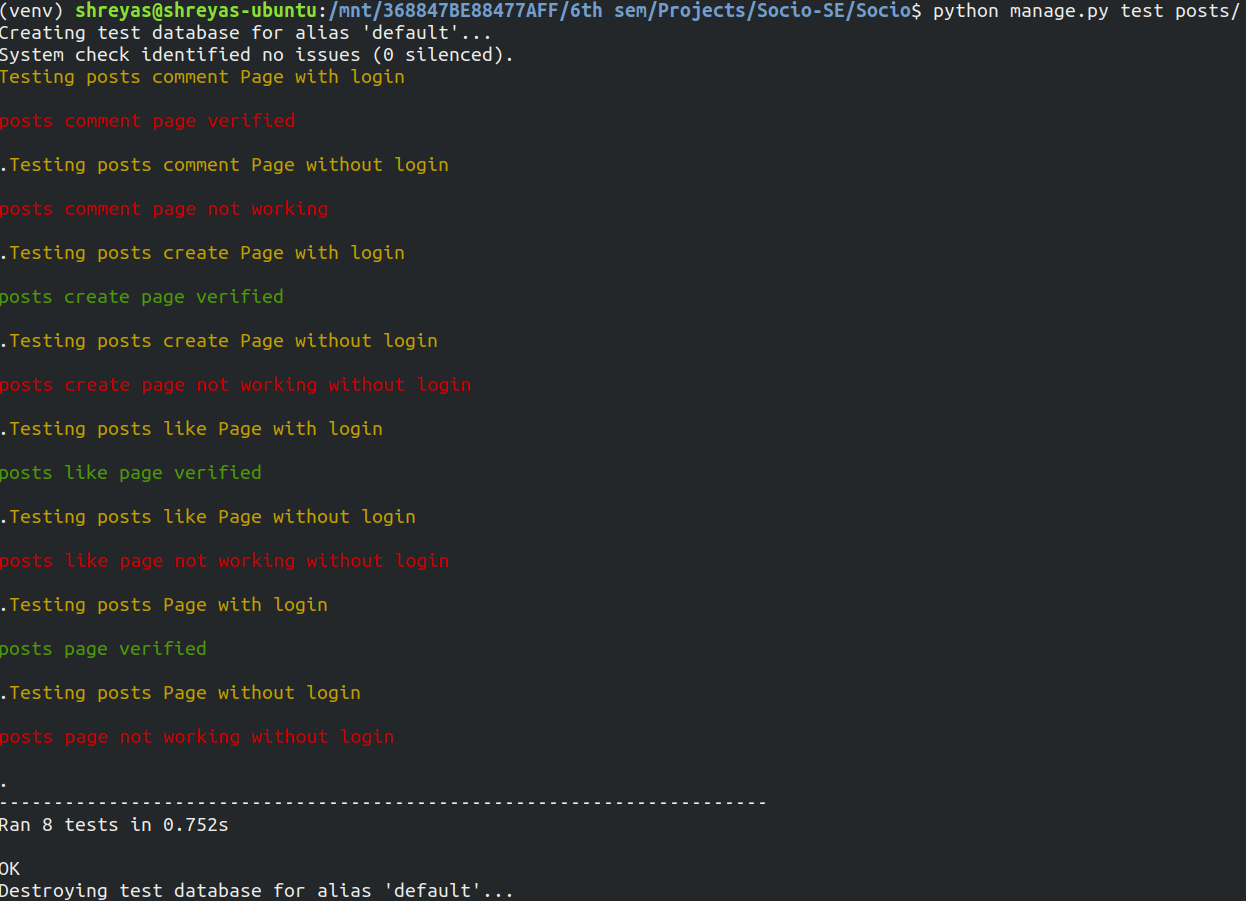 (venv) shreyas@shreyas-ubuntu:/mnt/368847BE88477AFF/6th sem/Projects/Socio-SE/Socio$ python manage.py test posts/
Creating test database for alias 'default'...
System check identified no issues (0 silenced).
Testing posts comment Page with login
posts comment page verified
.Testing posts comment Page without login
posts comment page not working
.Testing posts create Page with login
posts create page verified
.Testing posts create Page without login
posts create page not working without login
.Testing posts like Page with login
posts like page verified
.Testing posts like Page without login
posts like page not working without login
.Testing posts Page with login
posts page verified
.Testing posts Page without login
posts page not working without login
.
----------------------------------------------------------------------
Ran 8 tests in 0.752s
OK
Destroying test database for alias 'default'...